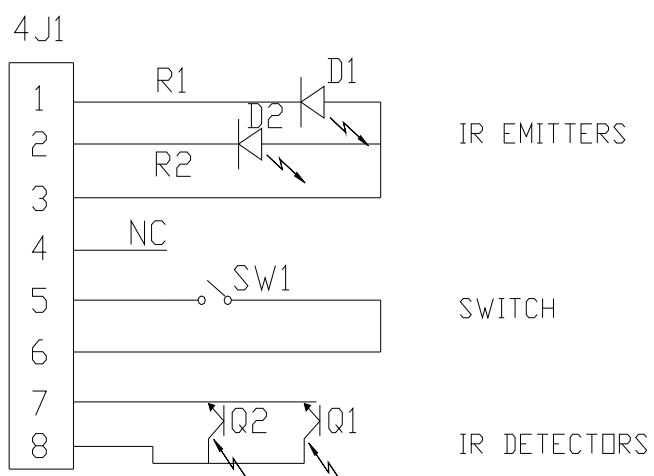 4J1
R1
D1
1
D2
IR EMITTERS
2
R2
3
NC
4
SW1
5
SWITCH
6
7
Q2
Q1
8
IR DETECTORS